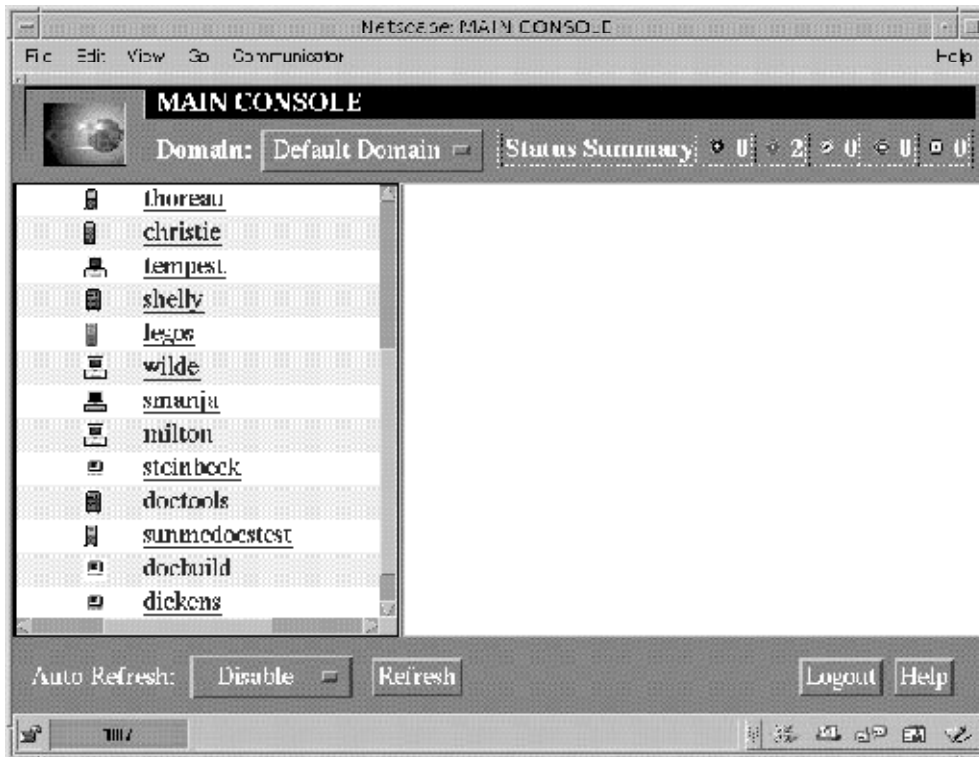 Netscape: MAIN CONSOLE
File Edit View Go Communicator Help
MAIN CONSOLE
Domain: Default Domain Status Summary 0 2 0 0 0
thoreau
christie
tempest
shelly
legos
wilde
smanja
milton
steinbeck
doctools
sunmedocstest
docbuild
dickens
Auto Refresh: Disable Refresh Logout Help